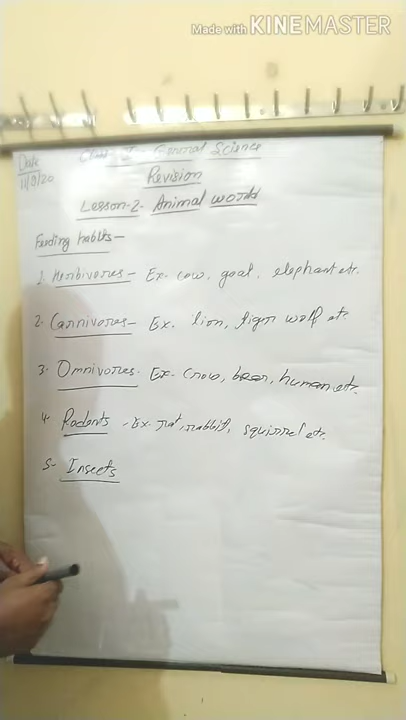 Made with KINEMASTER
Date Class- I- General Science
11/9/20 Revision
Lesson-2- Animal world
Feeding habits-
1. Herbivores- Ex- cow, goat, elephant etc.
2. Carnivores- Ex. lion, tiger wolf etc.
3. Omnivores- Ex- Crow, bear, human etc.
4- Rodents - Ex- rat, rabbit, squirrel etc.
5- Insects